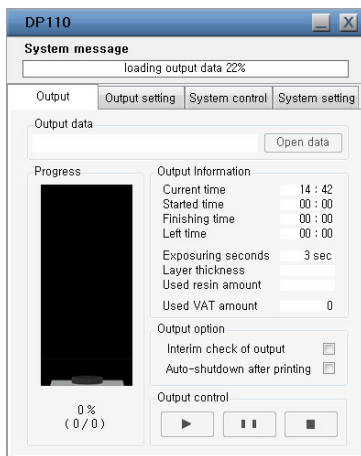 DP110
System message
loading output data 22%
Output
Output setting
System control
System setting
Output data
Open data
Progress
0 %
( 0 / 0 )
Output Information
Current time 14 : 42
Started time 00 : 00
Finishing time 00 : 00
Left time 00 : 00
Exposuring seconds 3 sec
Layer thickness
Used resin amount
Used VAT amount 0
Output option
Interim check of output
Auto-shutdown after printing
Output control